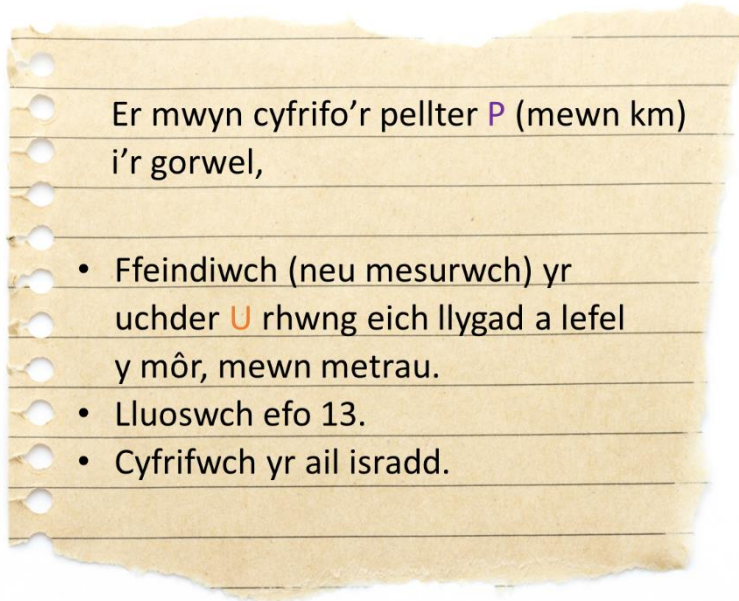 Er mwyn cyfrifo’r pellter P (mewn km)
i’r gorwel,
• Ffeindiwch (neu mesurwch) yr
uchder U rhwng eich llygad a lefel
y môr, mewn metrau.
• Lluoswch efo 13.
• Cyfrifwch yr ail isradd.